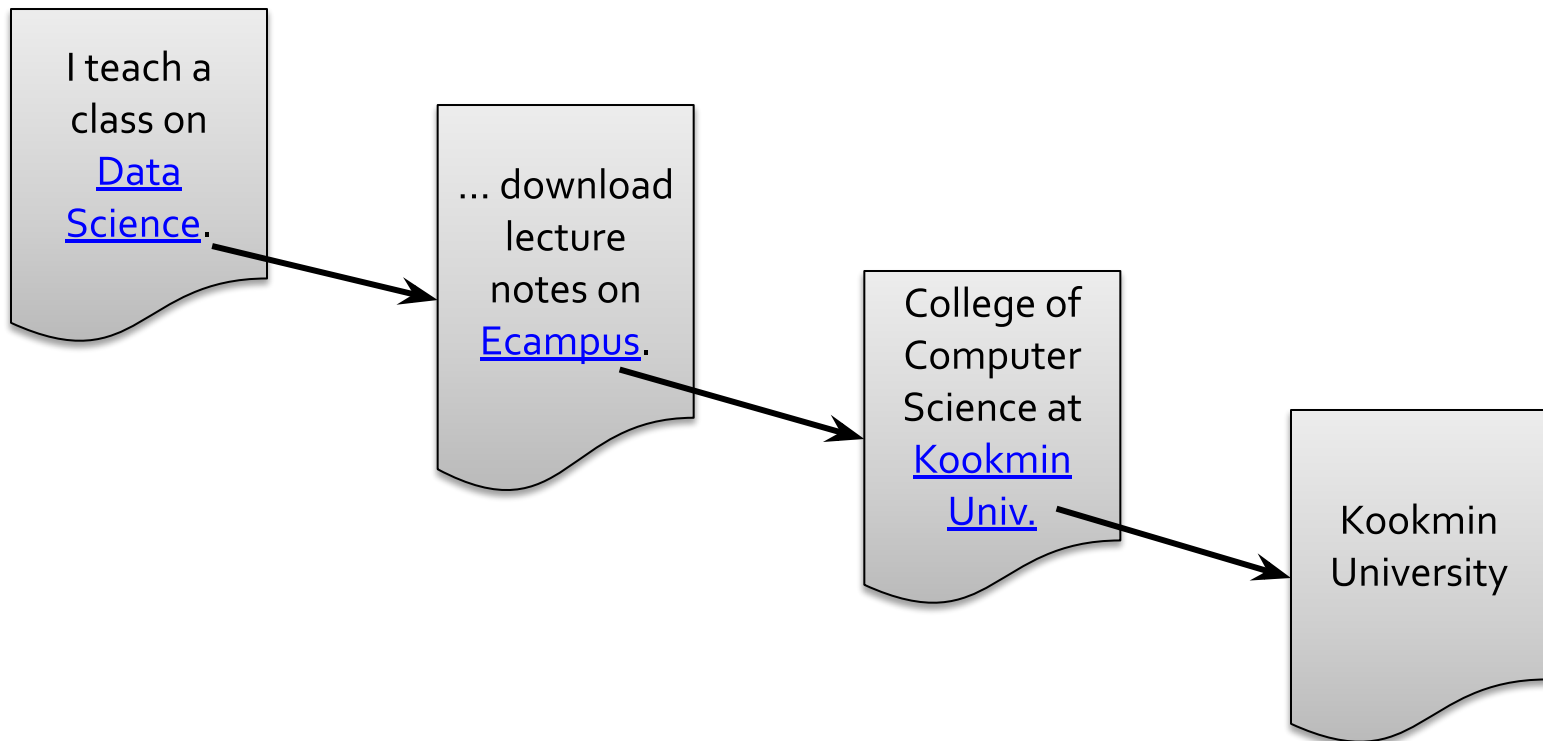 I teach a
class on
Data
Science.
... download
lecture
notes on
Ecampus.
College of
Computer
Science at
Kookmin
Univ.
Kookmin
University